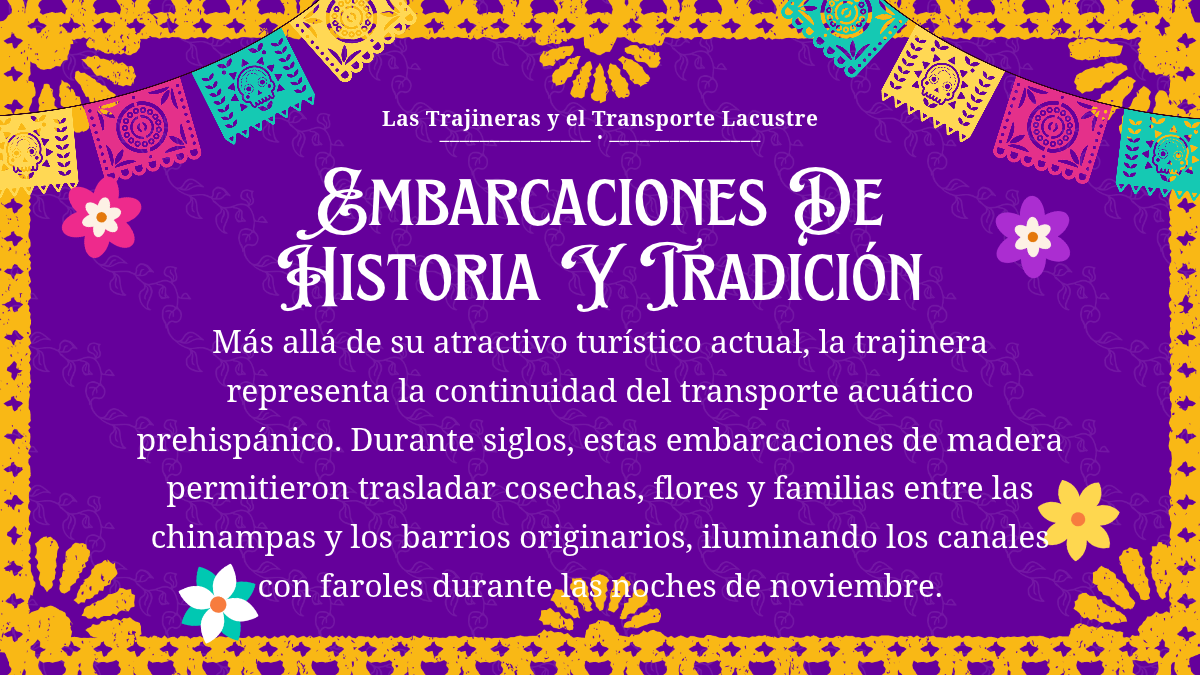 Las Trajineras y el Transporte Lacustre
Embarcaciones De
Historia Y Tradición
Más allá de su atractivo turístico actual, la trajinera
representa la continuidad del transporte acuático
prehispánico. Durante siglos, estas embarcaciones de madera
permitieron trasladar cosechas, flores y familias entre las
chinampas y los barrios originarios, iluminando los canales
con faroles durante las noches de noviembre.